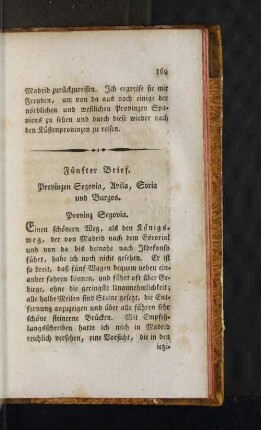 169
Madrid zurückzureisen. Ich ergreife sie mit
Freuden, um von da aus noch einige der
nördlichen und westlichen Provinzen Spa-
niens zu sehen und durch diese wieder nach
den Küstenprovinzen zu reisen.
Fünfter Brief.
Provinzen Segovia, Avila, Soria
und Burgos.
Provinz Segovia.
Einen schönern Weg, als den Königs-
weg, der von Madrid nach dem Escorial
und von da bis beinahe nach Ildefonso
führt, habe ich noch nicht gesehen. Er ist
so breit, daß fünf Wagen bequem neben ein-
ander fahren können, und führt oft über Ge-
birge, ohne die geringste Unannehmlichkeit;
alle halbe Meilen sind Steine gesetzt, die Ent-
fernung anzuzeigen und über alle führen sehr
schöne steinerne Brücken. Mit Empfeh-
lungsschreiben hatte ich mich in Madrid
reichlich versehen, eine Vorsicht, die in den
jetzi-